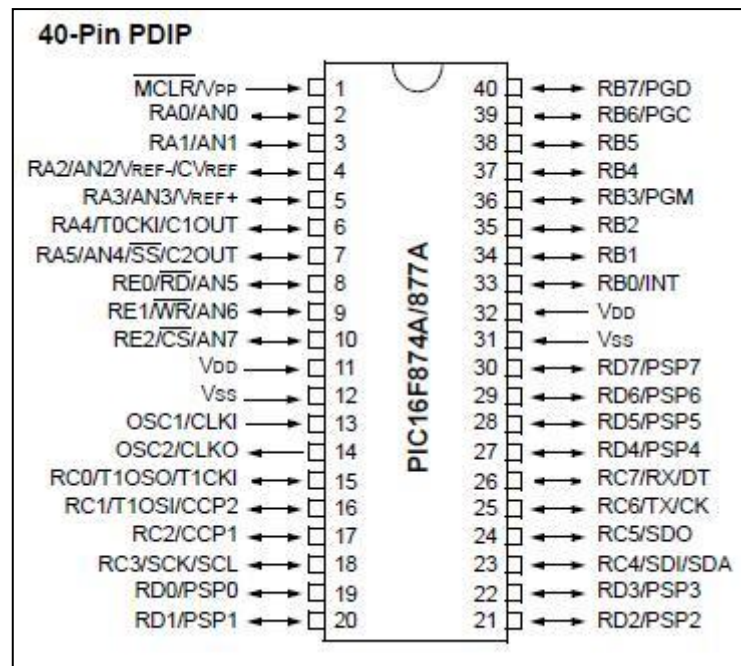 40-Pin PDIP
MCLR/VPP 1 40 RB7/PGD
RA0/AN0 2 39 RB6/PGC
RA1/AN1 3 38 RB5
RA2/AN2/VREF-/CVREF 4 37 RB4
RA3/AN3/VREF+ 5 36 RB3/PGM
RA4/T0CKI/C1OUT 6 35 RB2
RA5/AN4/SS/C2OUT 7 34 RB1
RE0/RD/AN5 8 33 RB0/INT
RE1/WR/AN6 9 32 VDD
RE2/CS/AN7 10 31 VSS
VDD 11 30 RD7/PSP7
VSS 12 29 RD6/PSP6
OSC1/CLKI 13 28 RD5/PSP5
OSC2/CLKO 14 27 RD4/PSP4
RC0/T1OSO/T1CKI 15 26 RC7/RX/DT
RC1/T1OSI/CCP2 16 25 RC6/TX/CK
RC2/CCP1 17 24 RC5/SDO
RC3/SCK/SCL 18 23 RC4/SDI/SDA
RD0/PSP0 19 22 RD3/PSP3
RD1/PSP1 20 21 RD2/PSP2
PIC16F874A/877A